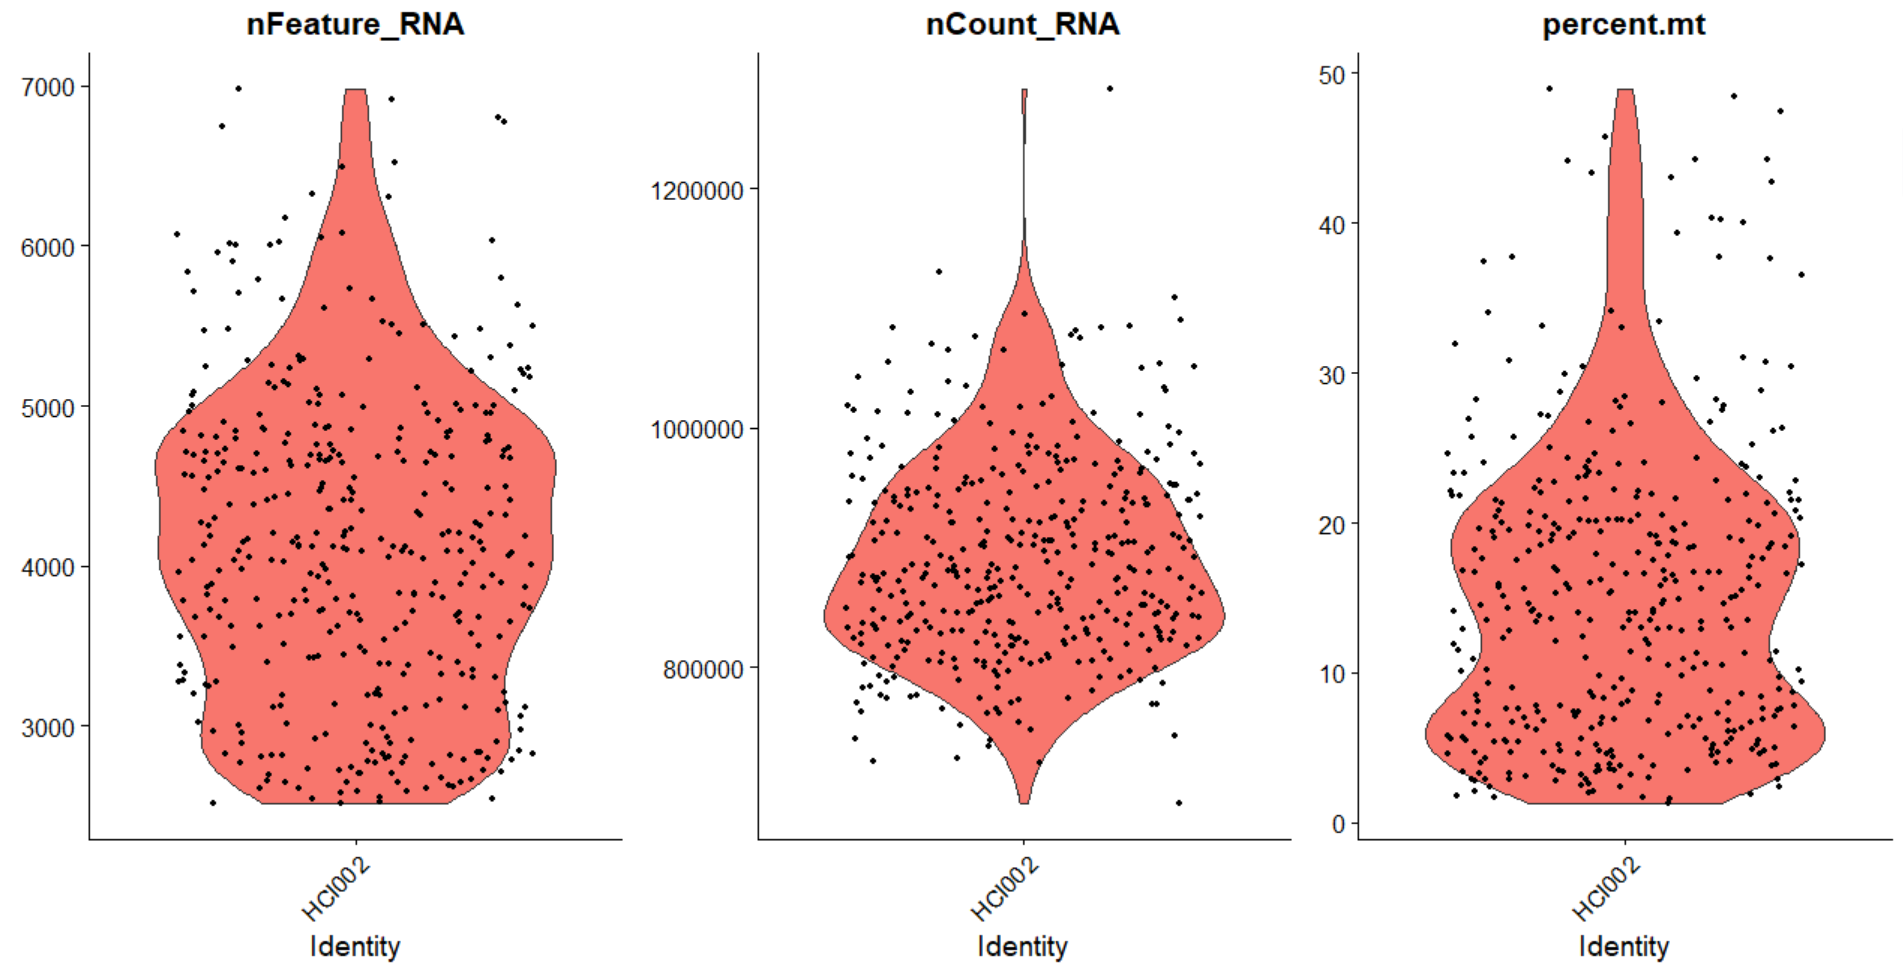 nFeature_RNA
7000
6000
5000
4000
3000
HCI002
Identity
nCount_RNA
1200000
1000000
800000
HCI002
Identity
percent.mt
50
40
30
20
10
0
HCI002
Identity